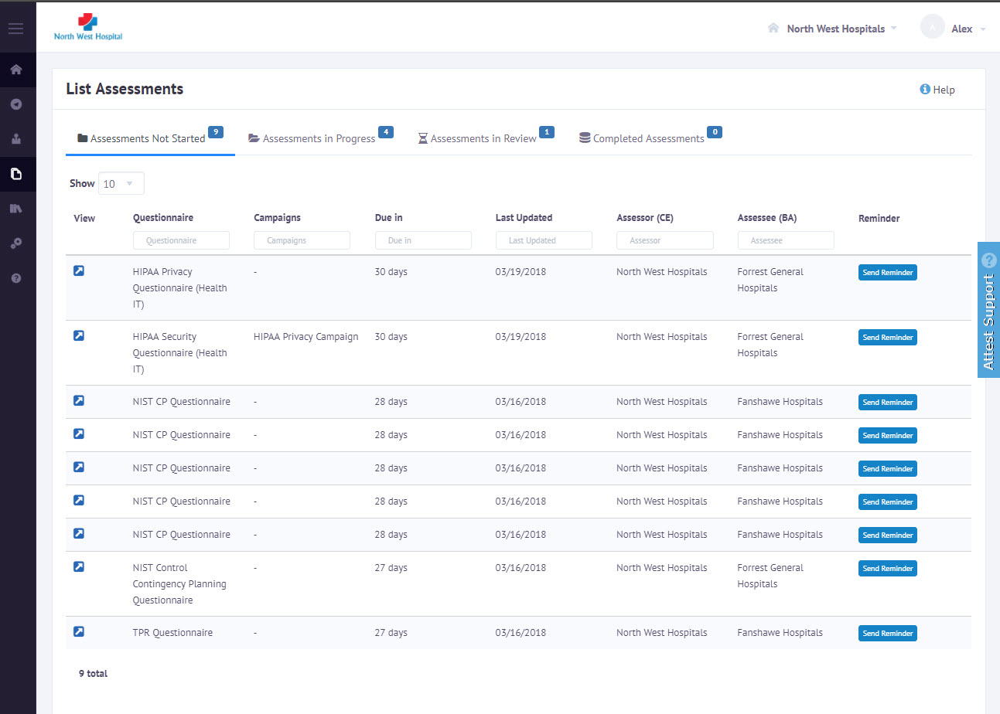 North West Hospital
North West Hospitals
A
Alex
List Assessments
Help
Assessments Not Started 9
Assessments in Progress 4
Assessments in Review 1
Completed Assessments 0
Show 10
View Questionnaire Campaigns Due in Last Updated Assessor (CE) Assessee (BA) Reminder
Questionnaire Campaigns Due in Last Updated Assessor Assessee
HIPAA Privacy - 30 days 03/19/2018 North West Hospitals Forrest General Send Reminder
Questionnaire (Health Hospitals
IT)
HIPAA Security HIPAA Privacy Campaign 30 days 03/19/2018 North West Hospitals Forrest General Send Reminder
Questionnaire (Health Hospitals
IT)
NIST CP Questionnaire - 28 days 03/16/2018 North West Hospitals Fanshawe Hospitals Send Reminder
NIST CP Questionnaire - 28 days 03/16/2018 North West Hospitals Fanshawe Hospitals Send Reminder
NIST CP Questionnaire - 28 days 03/16/2018 North West Hospitals Fanshawe Hospitals Send Reminder
NIST CP Questionnaire - 28 days 03/16/2018 North West Hospitals Fanshawe Hospitals Send Reminder
NIST CP Questionnaire - 28 days 03/16/2018 North West Hospitals Fanshawe Hospitals Send Reminder
NIST Control - 27 days 03/16/2018 North West Hospitals Forrest General Send Reminder
Contingency Planning Hospitals
Questionnaire
TPR Questionnaire - 27 days 03/16/2018 North West Hospitals Fanshawe Hospitals Send Reminder
9 total
Attest Support ?